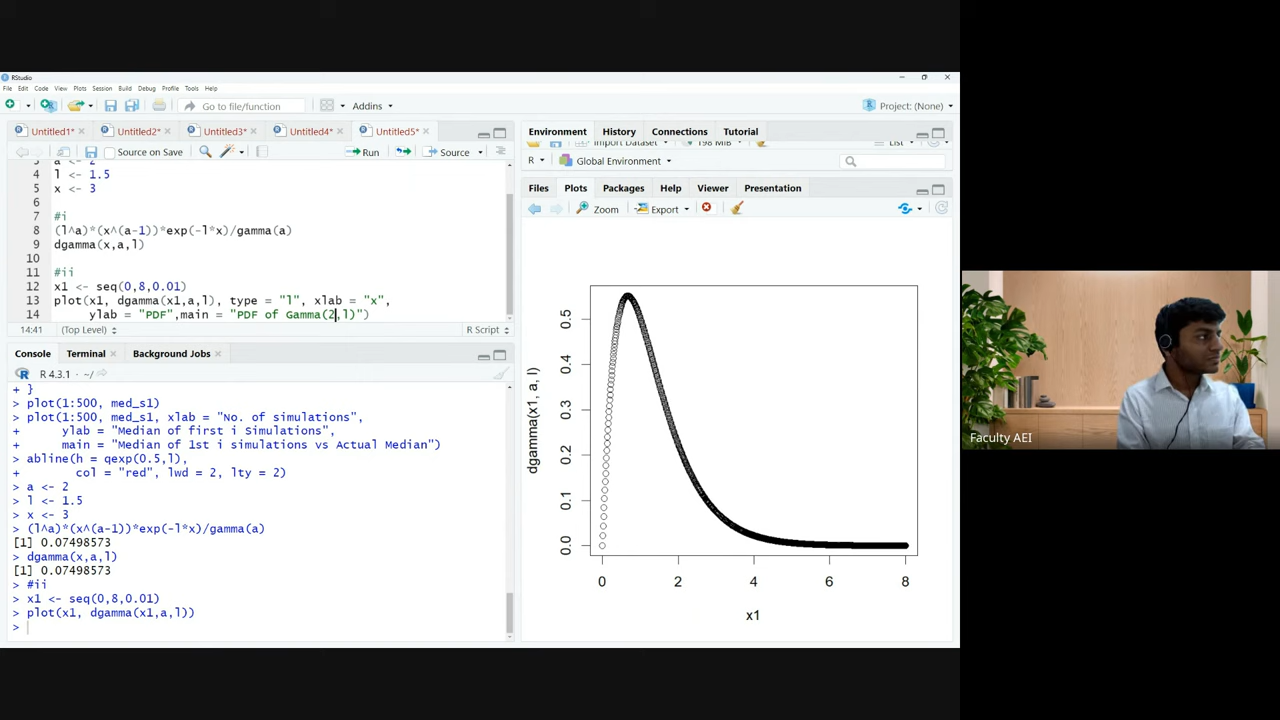 RStudio
File Edit Code View Plots Session Build Debug Profile Tools Help
Go to file/function
Addins
Project: (None)
Untitled1*
Untitled2*
Untitled3*
Untitled4*
Untitled5*
Source on Save
Run
Source
3 a <- 2
4 l <- 1.5
5 x <- 3
6
7 #i
8 (l^a)*(x^(a-1))*exp(-l*x)/gamma(a)
9 dgamma(x,a,l)
10
11 #ii
12 x1 <- seq(0,8,0.01)
13 plot(x1, dgamma(x1,a,l), type = "l", xlab = "x",
14 ylab = "PDF",main = "PDF of Gamma(2,l)")
14:41
(Top Level)
R Script
Console Terminal Background Jobs
R 4.3.1 · ~/
+ }
> plot(1:500, med_s1)
> plot(1:500, med_s1, xlab = "No. of simulations",
+ ylab = "Median of first i Simulations",
+ main = "Median of 1st i simulations vs Actual Median")
> abline(h = qexp(0.5,l),
+ col = "red", lwd = 2, lty = 2)
> a <- 2
> l <- 1.5
> x <- 3
> (l^a)*(x^(a-1))*exp(-l*x)/gamma(a)
[1] 0.07498573
> dgamma(x,a,l)
[1] 0.07498573
> #ii
> x1 <- seq(0,8,0.01)
> plot(x1, dgamma(x1,a,l))
>
Environment History Connections Tutorial
Import Dataset
198 MiB
List
R
Global Environment
Files Plots Packages Help Viewer Presentation
Zoom
Export
dgamma(x1, a, l)
0.5
0.4
0.3
0.2
0.1
0.0
0 2 4 6 8
x1
Faculty AEI